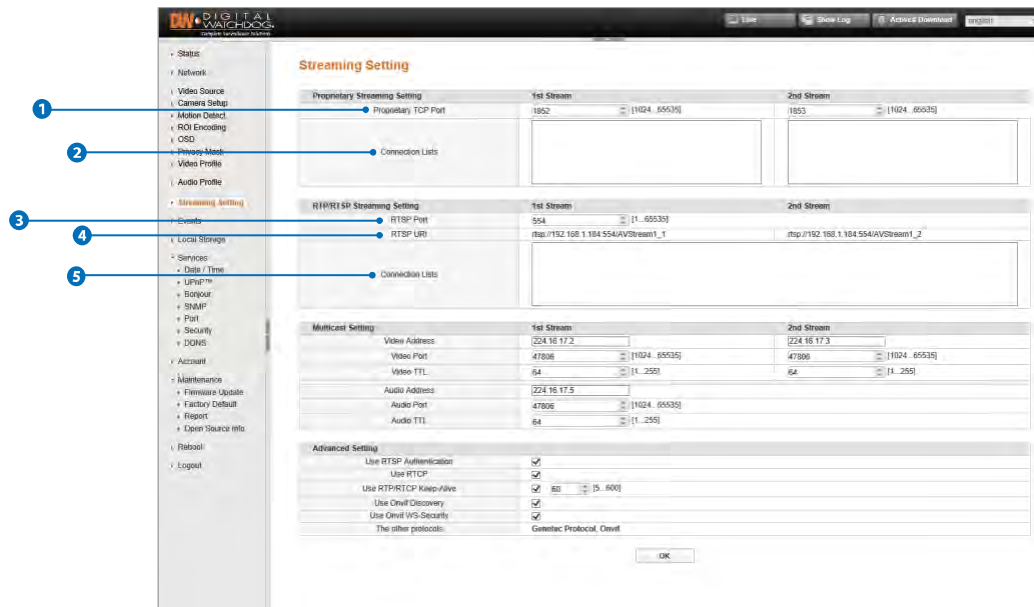 DIGITAL
DW WATCHDOG
Complete Surveillance Solutions
Live
Show Log
ActiveX Download
english
Status
Network
Video Source
Camera Setup
Motion Detect
ROI Encoding
OSD
Privacy Mask
Video Profile
Audio Profile
Streaming Setting
Events
Local Storage
Services
Date / Time
UPnP™
Bonjour
SNMP
Port
Security
DDNS
Account
Maintenance
Firmware Update
Factory Default
Report
Open Source Info
Reboot
Logout
Streaming Setting
Proprietary Streaming Setting 1st Stream 2nd Stream
1 Proprietary TCP Port 1852 [1024...65535] 1853 [1024...65535]
2 Connection Lists
RTP/RTSP Streaming Setting 1st Stream 2nd Stream
3 RTSP Port 554 [1...65535]
4 RTSP URI rtsp://192.168.1.184:554/AVStream1_1 rtsp://192.168.1.184:554/AVStream1_2
5 Connection Lists
Multicast Setting 1st Stream 2nd Stream
Video Address 224.16.17.2 224.16.17.3
Video Port 47806 [1024...65535] 47806 [1024...65535]
Video TTL 64 [1...255] 64 [1...255]
Audio Address 224.16.17.5
Audio Port 47806 [1024...65535]
Audio TTL 64 [1...255]
Advanced Setting
Use RTSP Authentication
Use RTCP
Use RTP/RTCP Keep-Alive 60 [5...600]
Use Onvif Discovery
Use Onvif WS-Security
The other protocols Genetec Protocol, Onvif
OK